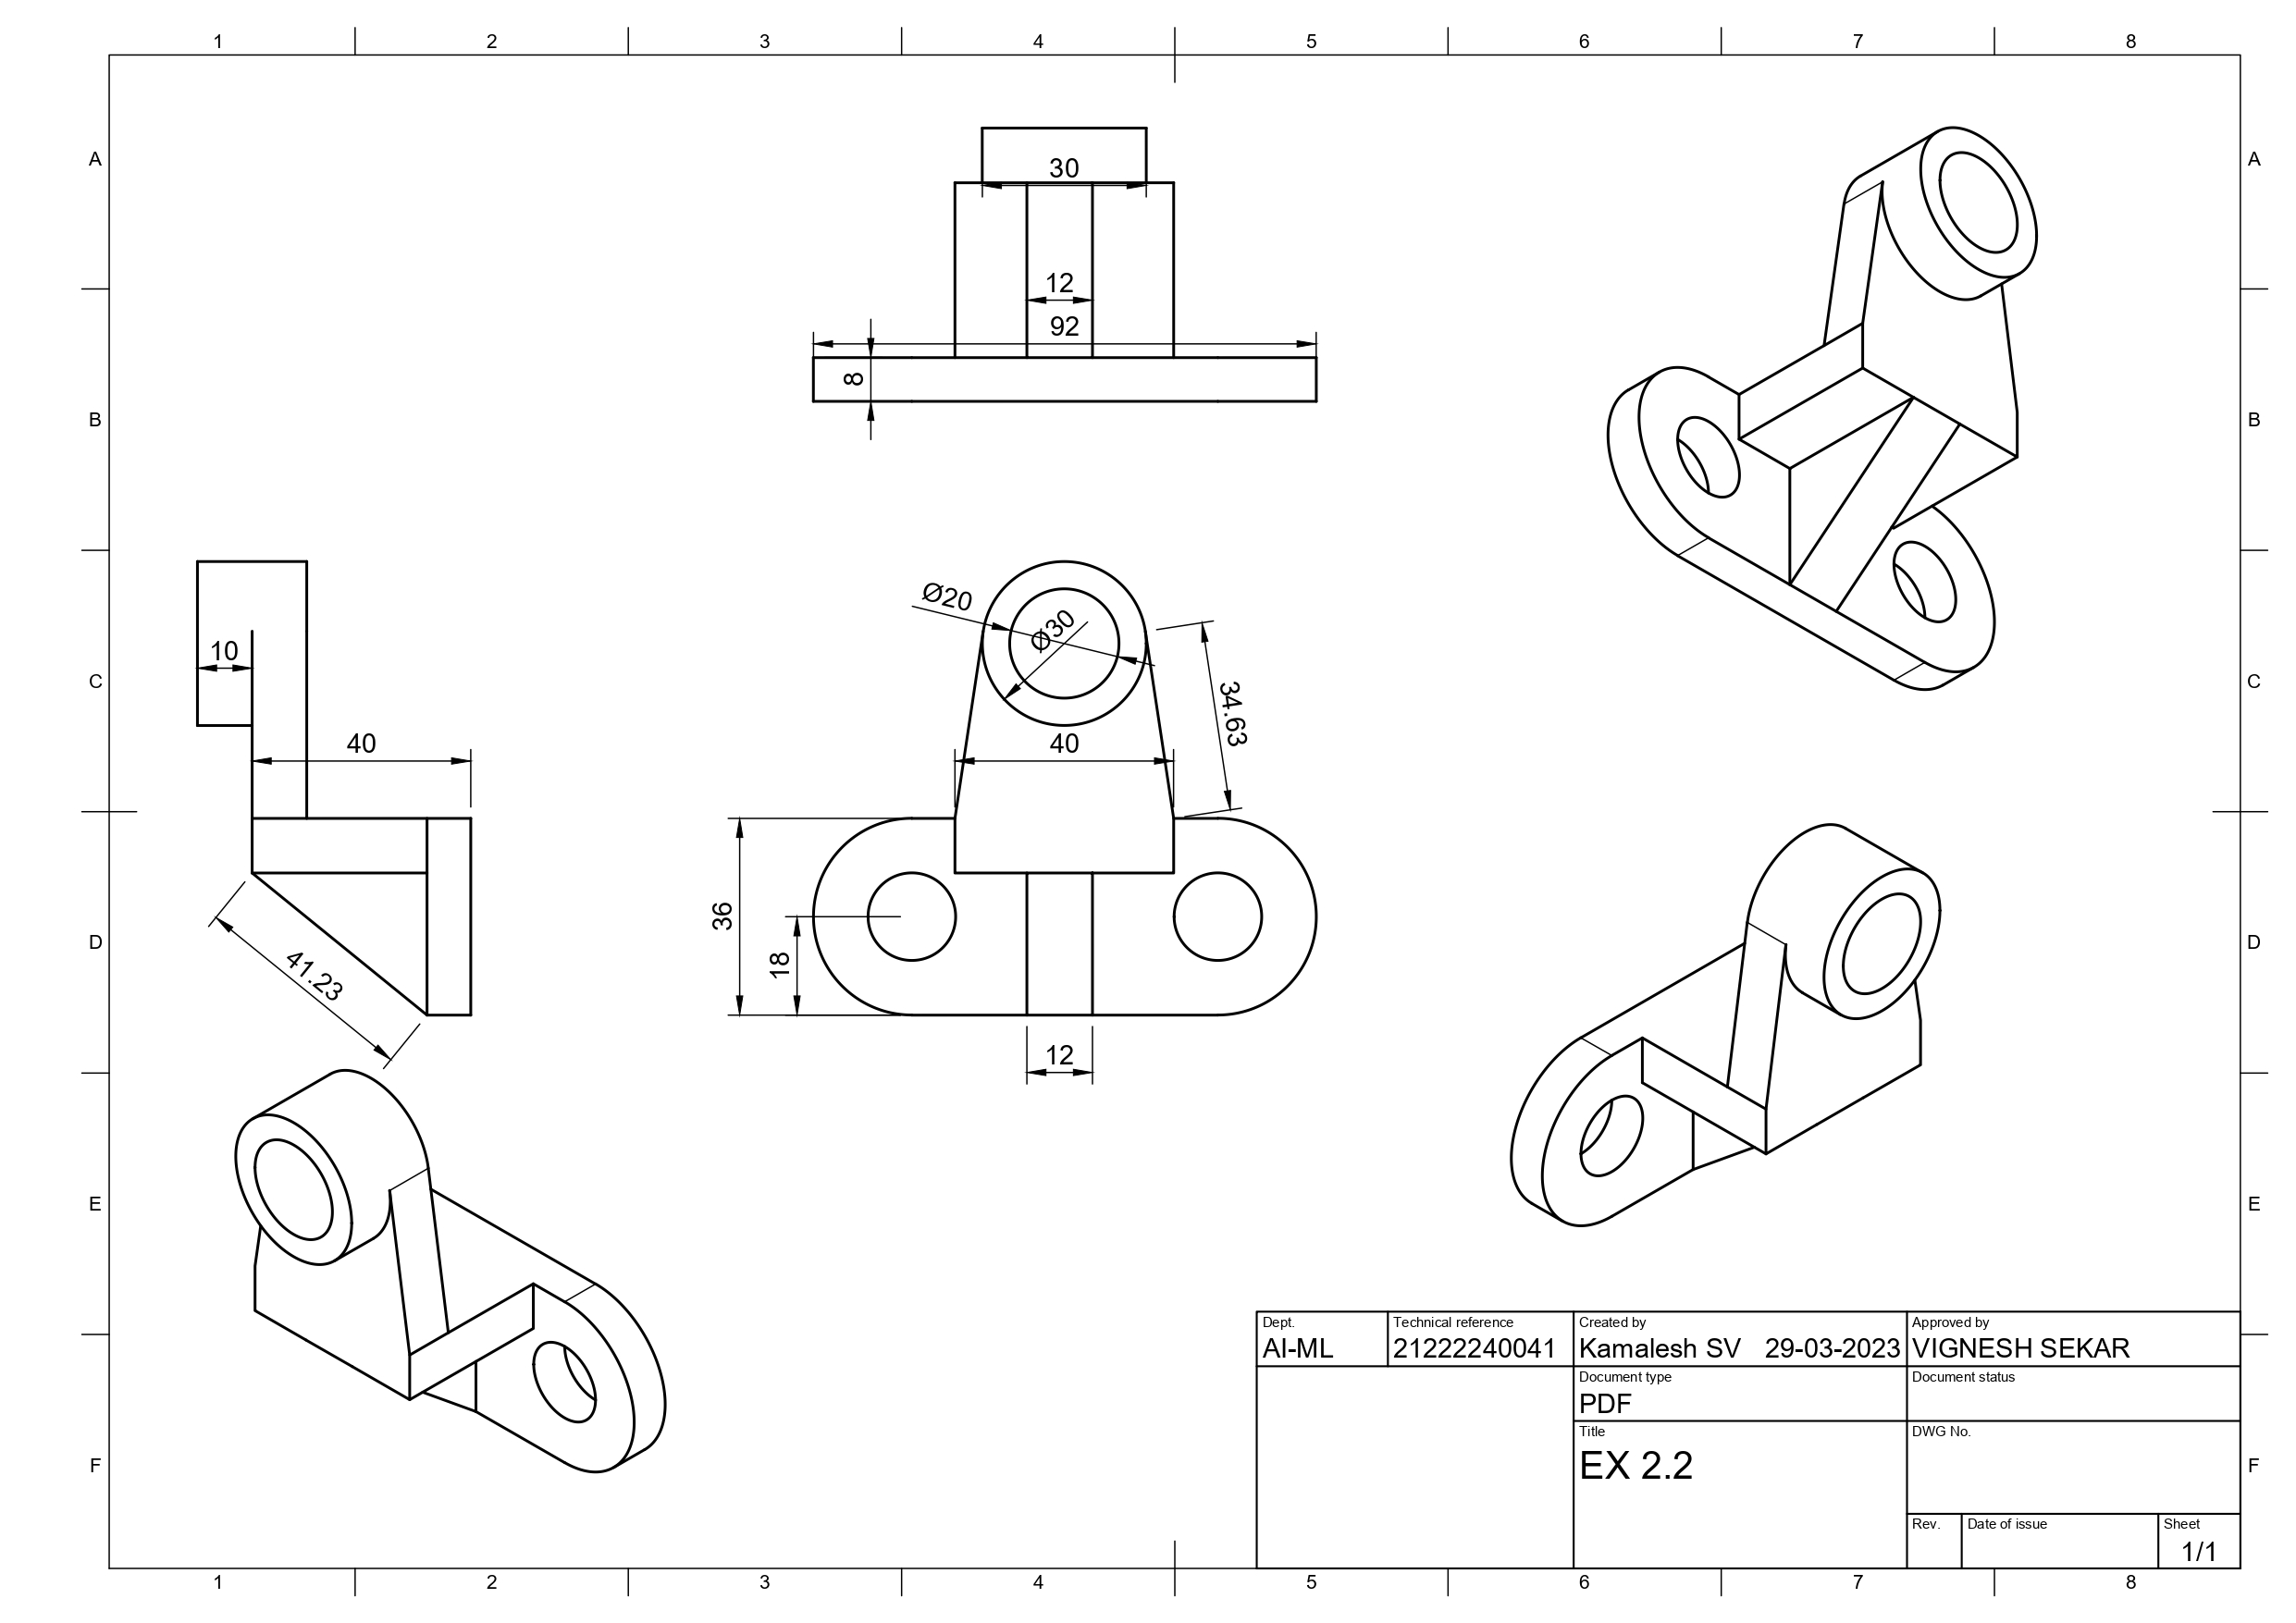 1 2 3 4 5 6 7 8
A A
30
12
92
8
B B
Ø20
Ø30
10
34.63
C C
40
40
36
18
41.23
D D
12
E E
Dept. Technical reference Created by Approved by
AI-ML 21222240041 Kamalesh SV 29-03-2023 VIGNESH SEKAR
Document type Document status
PDF
Title DWG No.
EX 2.2
F F
Rev. Date of issue Sheet
1/1
1 2 3 4 5 6 7 8